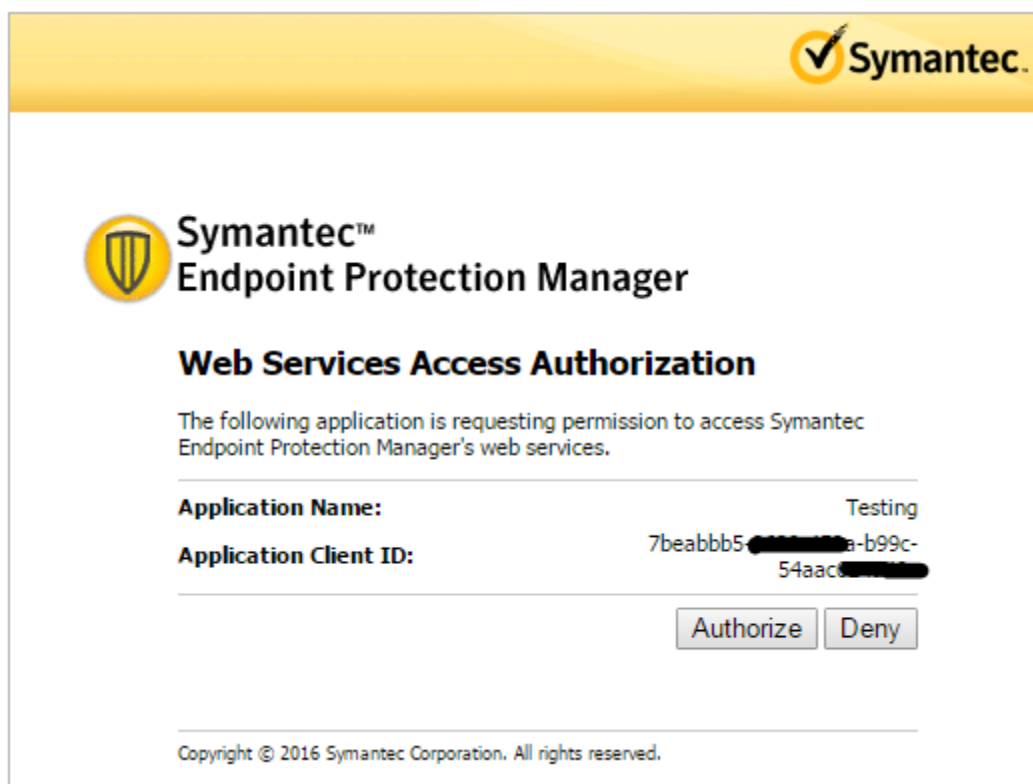 Symantec™
Symantec™
Endpoint Protection Manager
Web Services Access Authorization
The following application is requesting permission to access Symantec
Endpoint Protection Manager's web services.
Application Name: Testing
Application Client ID: 7beabbb5- a-b99c-
54aac
Authorize Deny
Copyright © 2016 Symantec Corporation. All rights reserved.